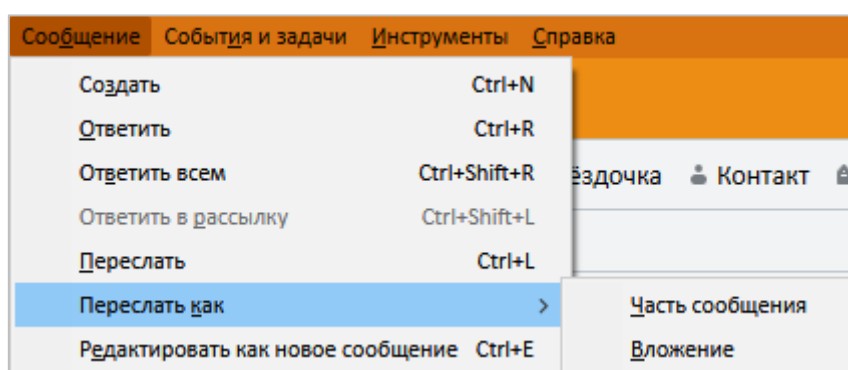 Сообщение События и задачи Инструменты Справка
Создать Ctrl+N
Ответить Ctrl+R
Ответить всем Ctrl+Shift+R
ёздочка Контакт
Ответить в рассылку Ctrl+Shift+L
Переслать Ctrl+L
Переслать как Часть сообщения
Редактировать как новое сообщение Ctrl+E Вложение